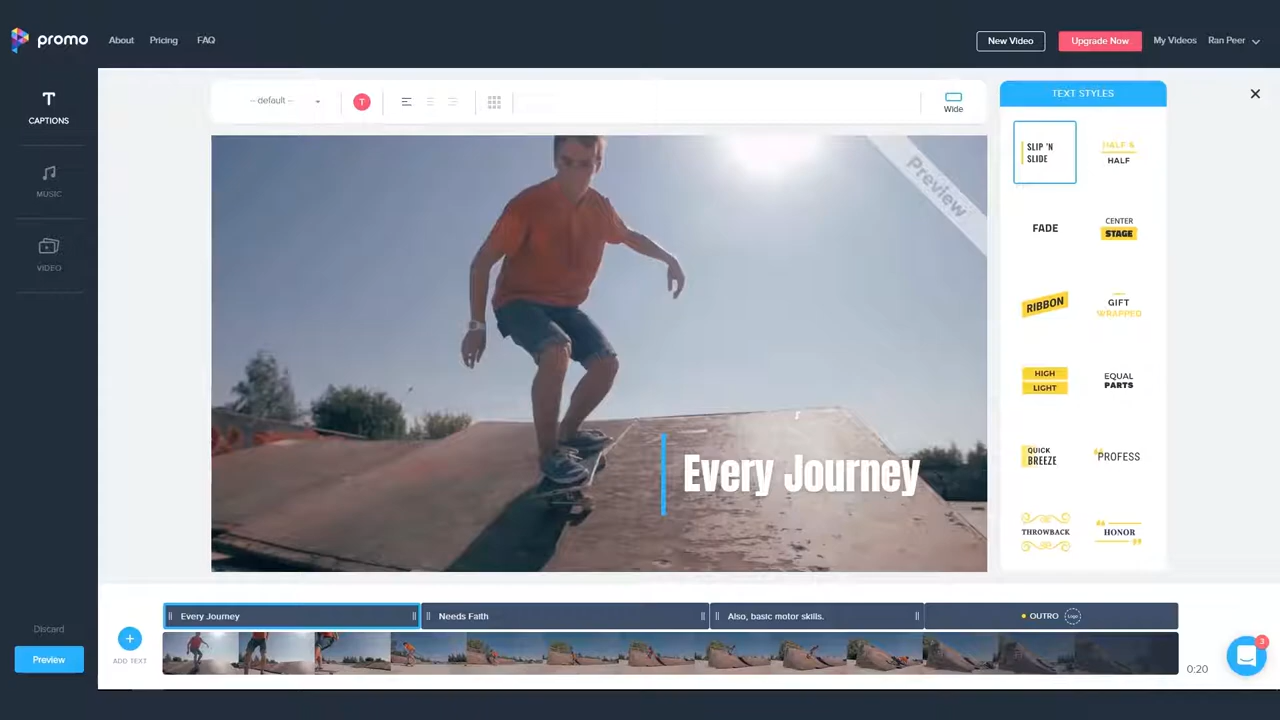 promo
About
Pricing
FAQ
New Video
Upgrade Now
My Videos
Ran Peer
T
CAPTIONS
MUSIC
VIDEO
-- default --
T
Wide
TEXT STYLES
Preview
SLIP 'N
SLIDE
HALF &
HALF
FADE
CENTER
STAGE
RIBBON
GIFT
WRAPPED
HIGH
LIGHT
EQUAL
PARTS
QUICK
BREEZE
PROFESS
THROWBACK
HONOR
Every Journey
Every Journey
Needs Faith
Also, basic motor skills.
OUTRO
Logo
ADD TEXT
0:20
Discard
Preview
3